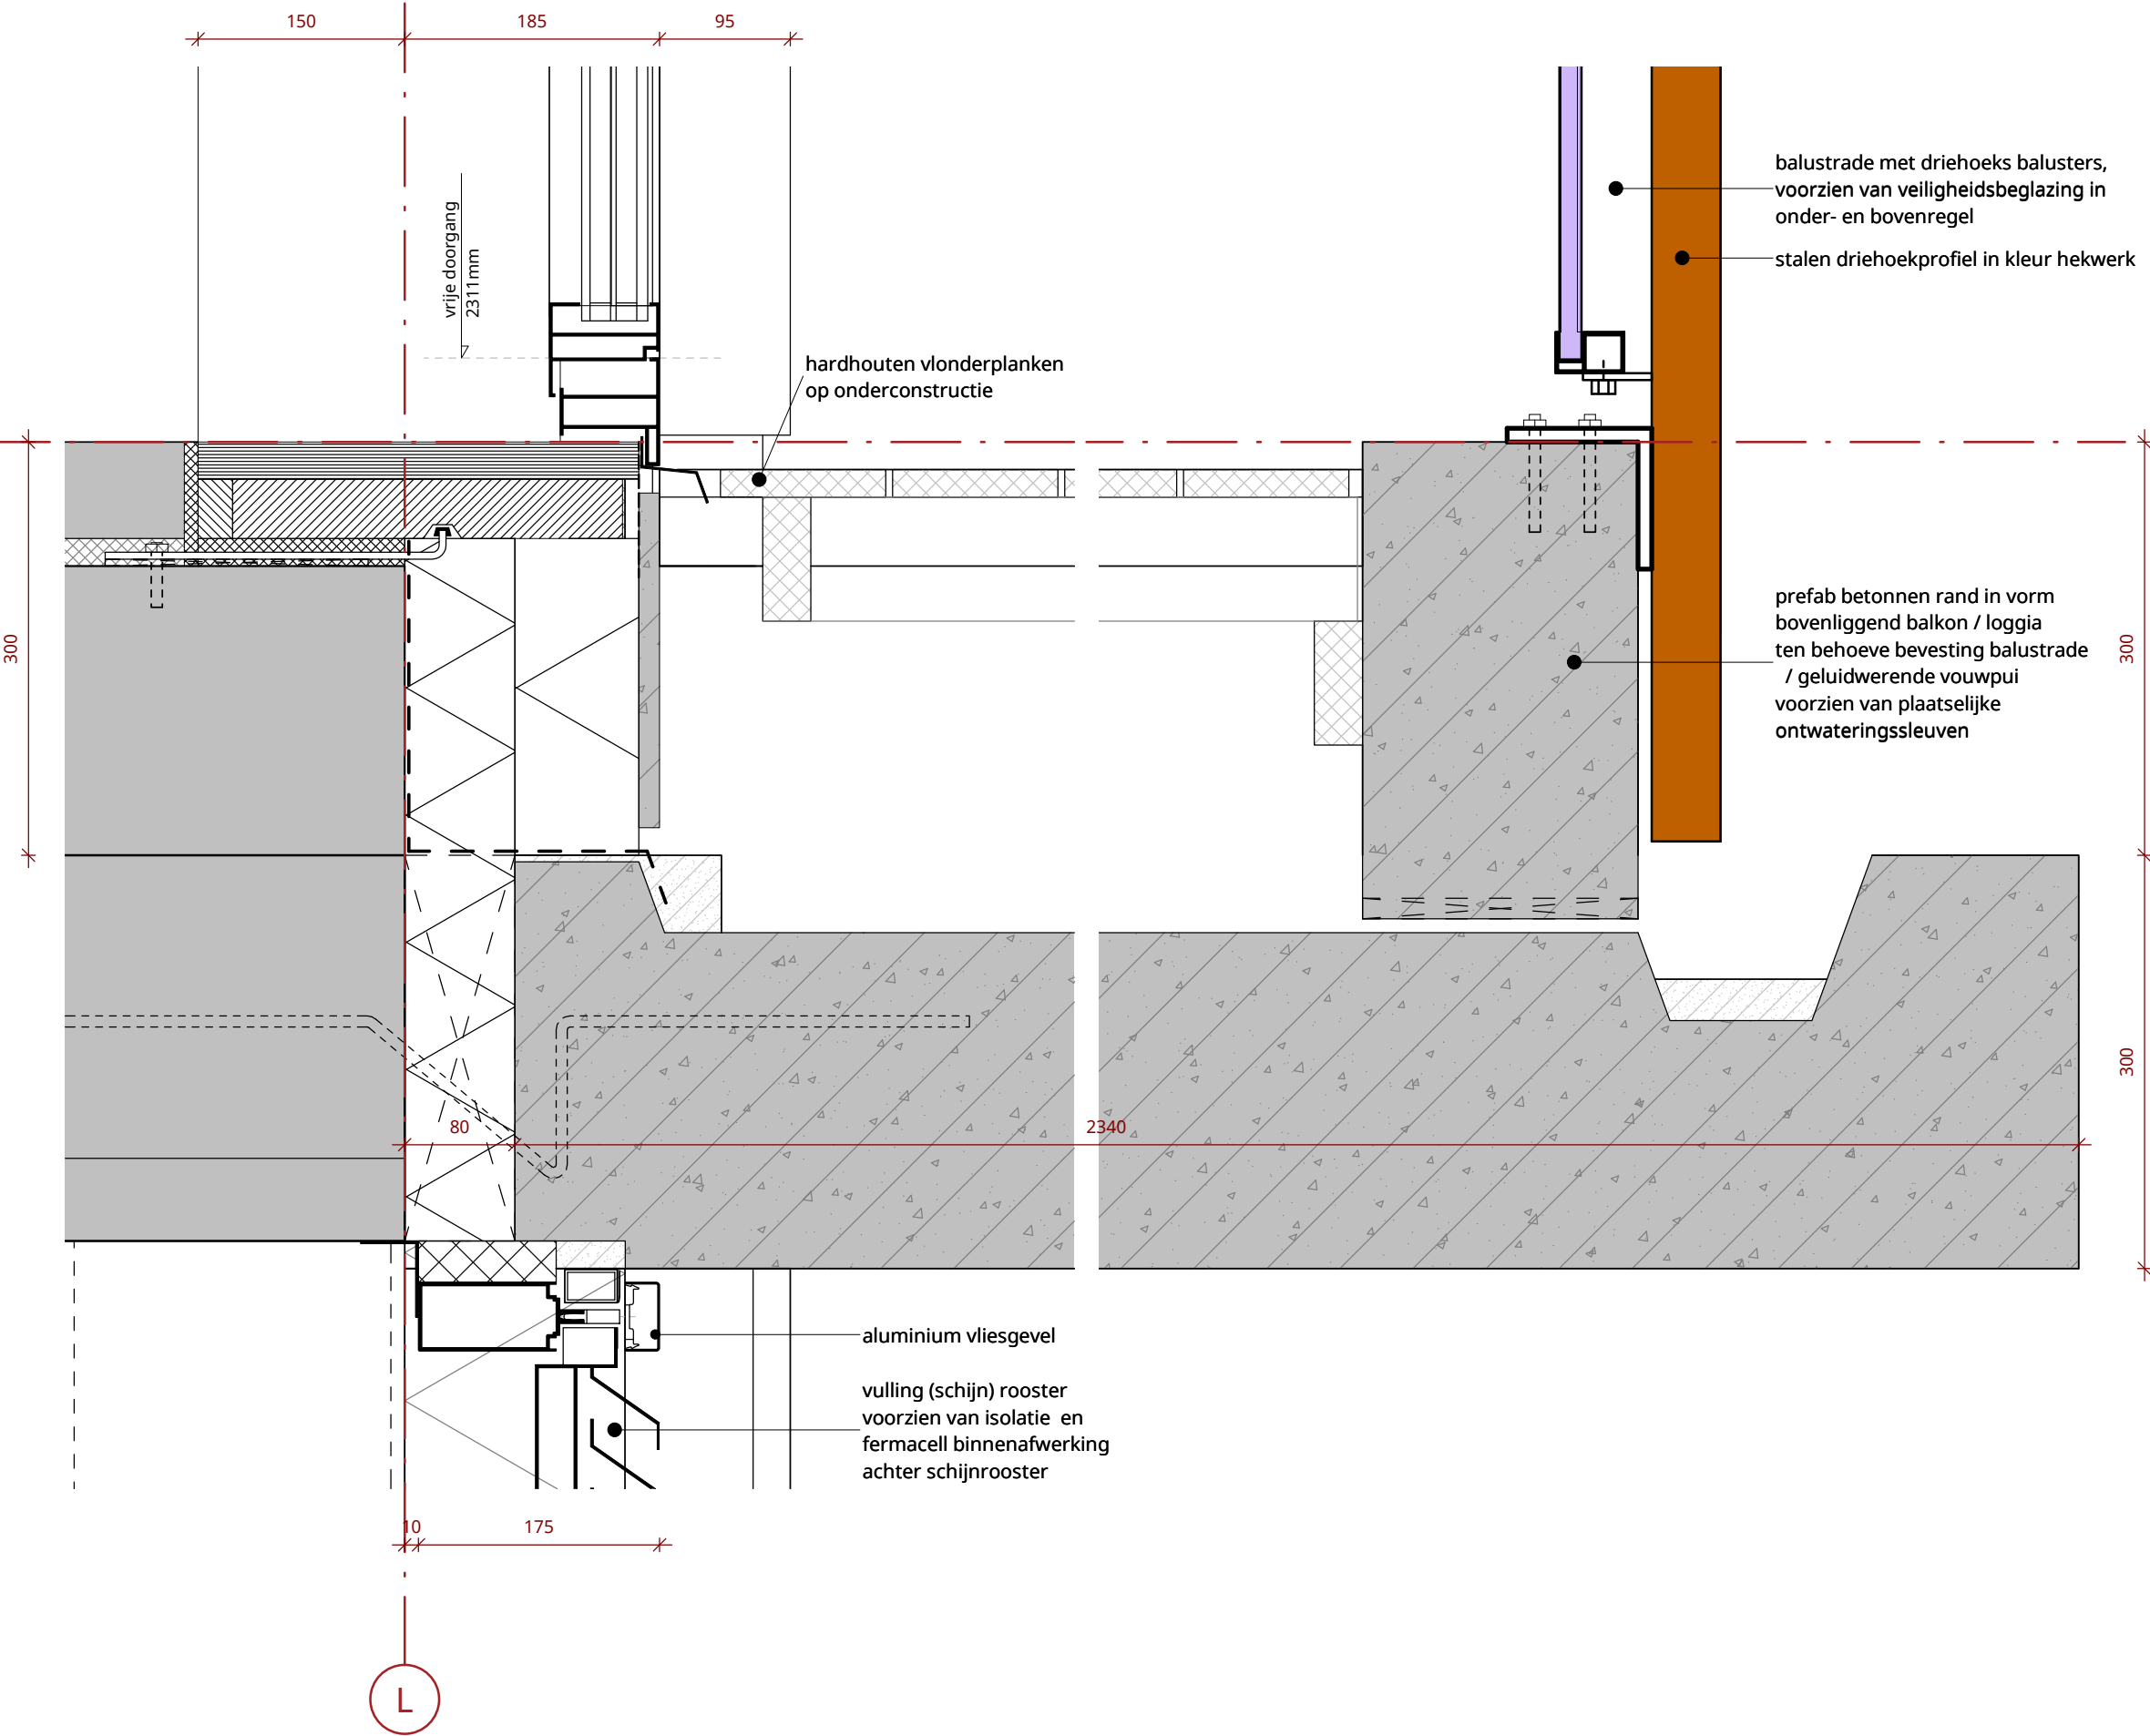 150
185
95
vrije doorgang
2311mm
balustrade met driehoeks balusters,
voorzien van veiligheidsbeglazing in
onder- en bovenregel
stalen driehoekprofiel in kleur hekwerk
hardhouten vlonderplanken
op onderconstructie
300
300
prefab betonnen rand in vorm
bovenliggend balkon / loggia
ten behoeve bevesting balustrade
/ geluidwerende vouwpui
voorzien van plaatselijke
ontwateringssleuven
300
80
2340
aluminium vliesgevel
vulling (schijn) rooster
voorzien van isolatie en
fermacell binnenafwerking
achter schijnrooster
10
175
L